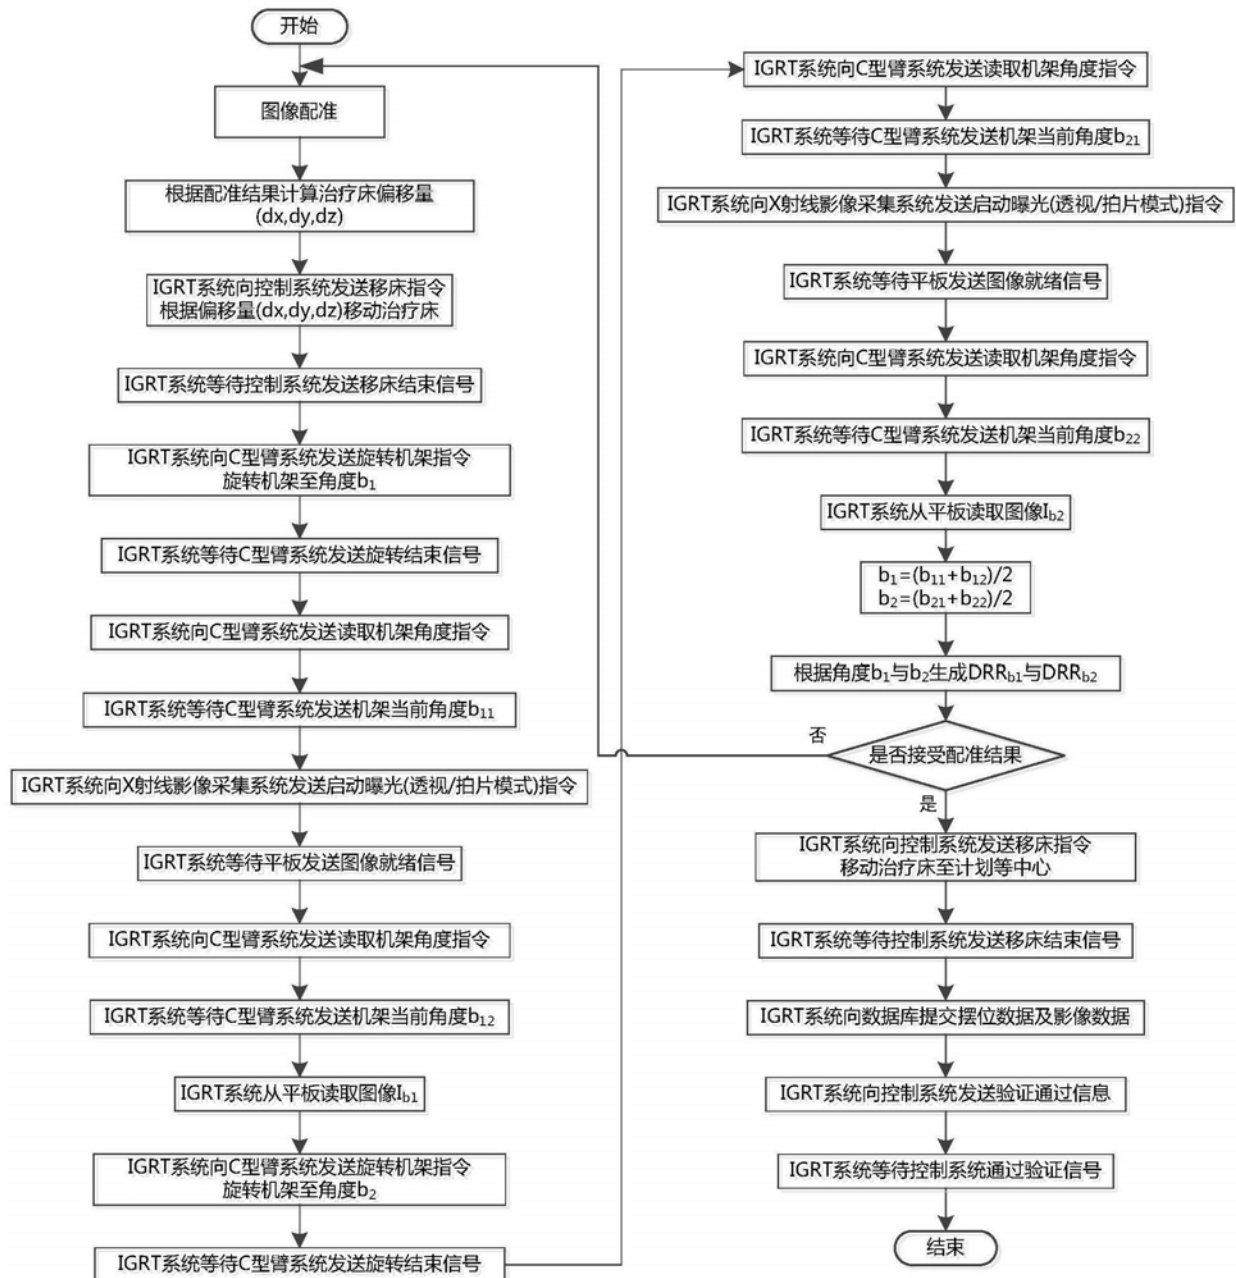 开始
图像配准
根据配准结果计算治疗床偏移量
(dx,dy,dz)
IGRT系统向控制系统发送移床指令
根据偏移量(dx,dy,dz)移动治疗床
IGRT系统等待控制系统发送移床结束信号
IGRT系统向C型臂系统发送旋转机架指令
旋转机架至角度b₁
IGRT系统等待C型臂系统发送旋转结束信号
IGRT系统向C型臂系统发送读取机架角度指令
IGRT系统等待C型臂系统发送机架当前角度b₁₁
IGRT系统向X射线影像采集系统发送启动曝光(透视/拍片模式)指令
IGRT系统等待平板发送图像就绪信号
IGRT系统向C型臂系统发送读取机架角度指令
IGRT系统等待C型臂系统发送机架当前角度b₁₂
IGRT系统从平板读取图像Ib1
IGRT系统向C型臂系统发送旋转机架指令
旋转机架至角度b₂
IGRT系统等待C型臂系统发送旋转结束信号
IGRT系统向C型臂系统发送读取机架角度指令
IGRT系统等待C型臂系统发送机架当前角度b₂₁
IGRT系统向X射线影像采集系统发送启动曝光(透视/拍片模式)指令
IGRT系统等待平板发送图像就绪信号
IGRT系统向C型臂系统发送读取机架角度指令
IGRT系统等待C型臂系统发送机架当前角度b₂₂
IGRT系统从平板读取图像Ib2
b₁=(b₁₁+b₁₂)/2
b₂=(b₂₁+b₂₂)/2
根据角度b₁与b₂生成DRRb1与DRRb2
否
是否接受配准结果
是
IGRT系统向控制系统发送移床指令
移动治疗床至计划等中心
IGRT系统等待控制系统发送移床结束信号
IGRT系统向数据库提交摆位数据及影像数据
IGRT系统向控制系统发送验证通过信息
IGRT系统等待控制系统通过验证信号
结束